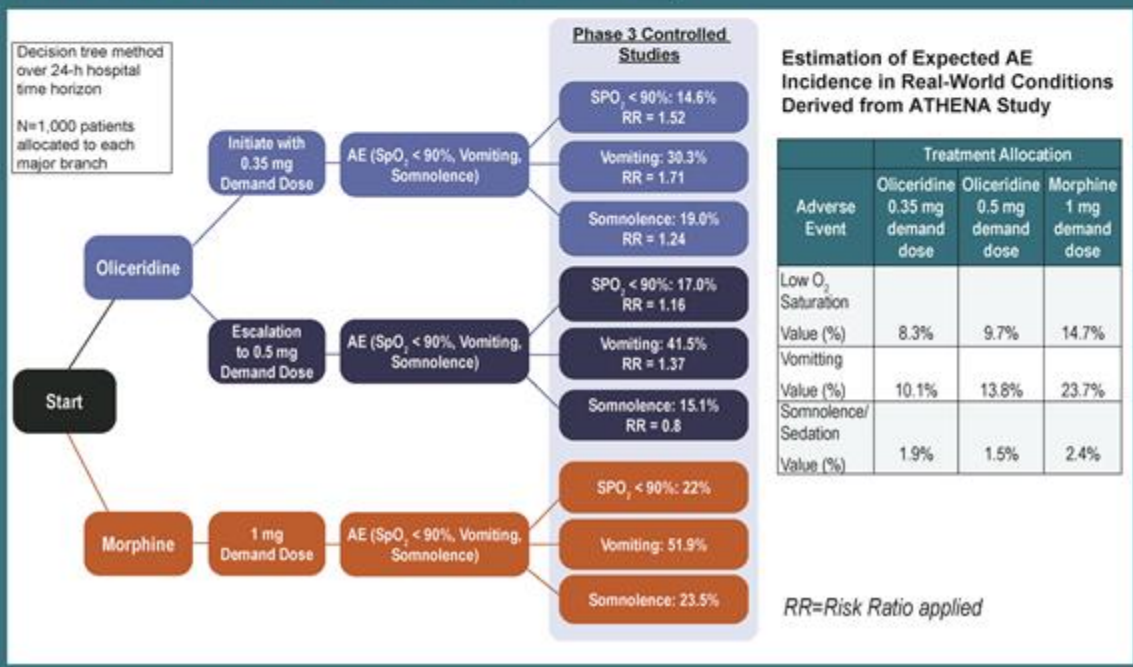 Decision tree method
over 24-h hospital
time horizon
N=1,000 patients
allocated to each
major branch
Start
Oliceridine
Initiate with
0.35 mg
Demand Dose
AE (SpO₂ < 90%, Vomiting,
Somnolence)
Escalation
to 0.5 mg
Demand Dose
AE (SpO₂ < 90%, Vomiting,
Somnolence)
Morphine
1 mg
Demand Dose
AE (SpO₂ < 90%, Vomiting,
Somnolence)
Phase 3 Controlled
Studies
SPO₂ < 90%: 14.6%
RR = 1.52
Vomiting: 30.3%
RR = 1.71
Somnolence: 19.0%
RR = 1.24
SPO₂ < 90%: 17.0%
RR = 1.16
Vomiting: 41.5%
RR = 1.37
Somnolence: 15.1%
RR = 0.8
SPO₂ < 90%: 22%
Vomiting: 51.9%
Somnolence: 23.5%
Estimation of Expected AE
Incidence in Real-World Conditions
Derived from ATHENA Study
Treatment Allocation
Adverse
Event
Oliceridine
0.35 mg
demand
dose
Oliceridine
0.5 mg
demand
dose
Morphine
1 mg
demand
dose
Low O₂
Saturation
Value (%) 8.3% 9.7% 14.7%
Vomitting
Value (%) 10.1% 13.8% 23.7%
Somnolence/
Sedation
Value (%) 1.9% 1.5% 2.4%
RR=Risk Ratio applied